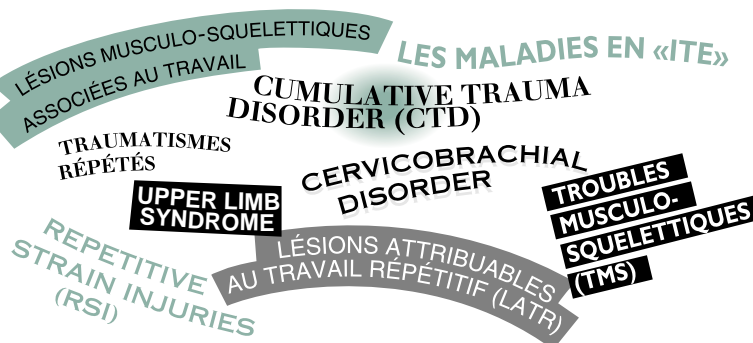 LÉSIONS MUSCULO-SQUELETTIQUES
ASSOCIÉES AU TRAVAIL
LES MALADIES EN «ITE»
CUMULATIVE TRAUMA
DISORDER (CTD)
TRAUMATISMES
RÉPÉTÉS
CERVICOBRACHIAL
DISORDER
UPPER LIMB
SYNDROME
TROUBLES
MUSCULO-
SQUELETTIQUES
(TMS)
REPETITIVE
STRAIN INJURIES
(RSI)
LÉSIONS ATTRIBUABLES
AU TRAVAIL RÉPÉTITIF (LATR)